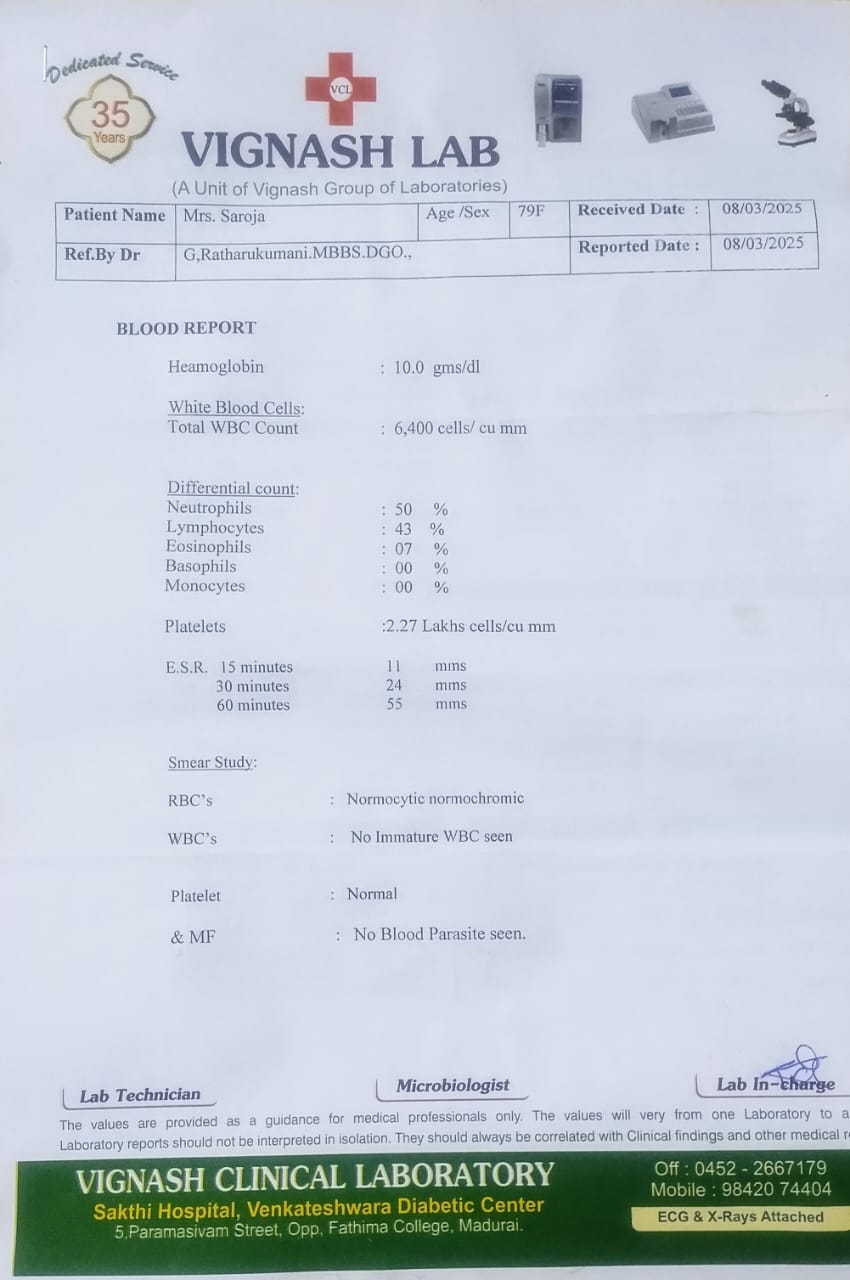 Dedicated Service
35
Years
VCL
VIGNASH LAB
(A Unit of Vignash Group of Laboratories)
Patient Name Mrs. Saroja Age /Sex 79F Received Date : 08/03/2025
Ref.By Dr G,Ratharukumani.MBBS.DGO., Reported Date : 08/03/2025
BLOOD REPORT
Heamoglobin : 10.0 gms/dl
White Blood Cells:
Total WBC Count : 6,400 cells/ cu mm
Differential count:
Neutrophils : 50 %
Lymphocytes : 43 %
Eosinophils : 07 %
Basophils : 00 %
Monocytes : 00 %
Platelets :2.27 Lakhs cells/cu mm
E.S.R. 15 minutes 11 mms
30 minutes 24 mms
60 minutes 55 mms
Smear Study:
RBC's : Normocytic normochromic
WBC's : No Immature WBC seen
Platelet : Normal
& MF : No Blood Parasite seen.
Lab Technician Microbiologist Lab In-charge
The values are provided as a guidance for medical professionals only. The values will very from one Laboratory to a
Laboratory reports should not be interpreted in isolation. They should always be correlated with Clinical findings and other medical r
VIGNASH CLINICAL LABORATORY
Sakthi Hospital, Venkateshwara Diabetic Center
5,Paramasivam Street, Opp, Fathima College, Madurai.
Off : 0452 - 2667179
Mobile : 98420 74404
ECG & X-Rays Attached